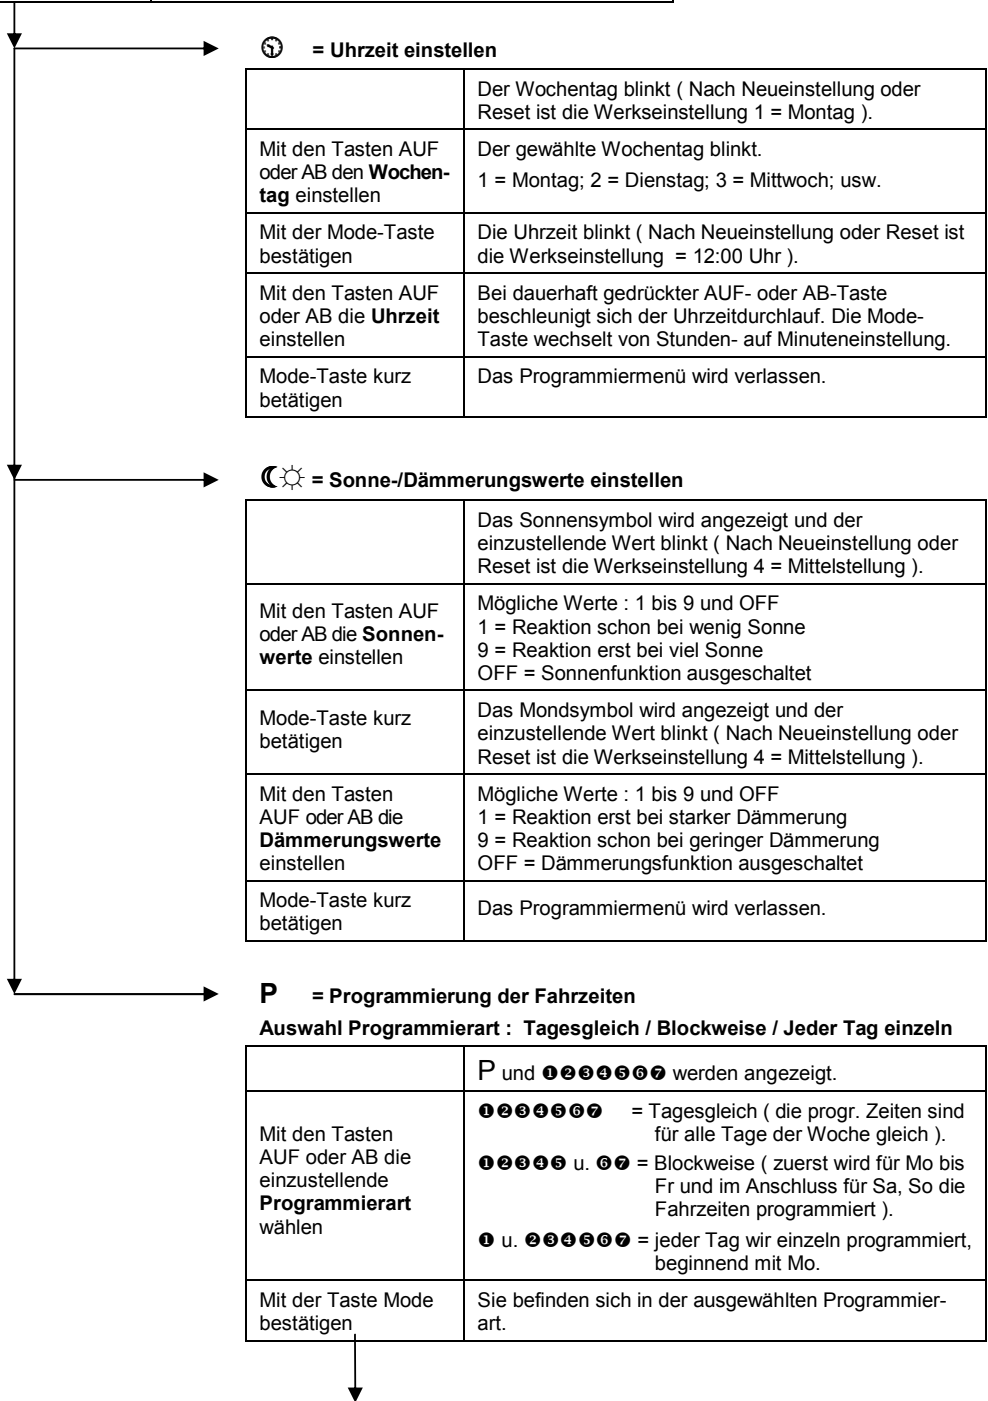 🕥 = Uhrzeit einstellen
Der Wochentag blinkt ( Nach Neueinstellung oder
Reset ist die Werkseinstellung 1 = Montag ).
Mit den Tasten AUF
oder AB den Wochen-
tag einstellen
Der gewählte Wochentag blinkt.
1 = Montag; 2 = Dienstag; 3 = Mittwoch; usw.
Mit der Mode-Taste
bestätigen
Die Uhrzeit blinkt ( Nach Neueinstellung oder Reset ist
die Werkseinstellung = 12:00 Uhr ).
Mit den Tasten AUF
oder AB die Uhrzeit
einstellen
Bei dauerhaft gedrückter AUF- oder AB-Taste
beschleunigt sich der Uhrzeitdurchlauf. Die Mode-
Taste wechselt von Stunden- auf Minuteneinstellung.
Mode-Taste kurz
betätigen
Das Programmiermenü wird verlassen.
☾☼ = Sonne-/Dämmerungswerte einstellen
Das Sonnensymbol wird angezeigt und der
einzustellende Wert blinkt ( Nach Neueinstellung oder
Reset ist die Werkseinstellung 4 = Mittelstellung ).
Mit den Tasten AUF
oder AB die Sonnen-
werte einstellen
Mögliche Werte : 1 bis 9 und OFF
1 = Reaktion schon bei wenig Sonne
9 = Reaktion erst bei viel Sonne
OFF = Sonnenfunktion ausgeschaltet
Mode-Taste kurz
betätigen
Das Mondsymbol wird angezeigt und der
einzustellende Wert blinkt ( Nach Neueinstellung oder
Reset ist die Werkseinstellung 4 = Mittelstellung ).
Mit den Tasten
AUF oder AB die
Dämmerungswerte
einstellen
Mögliche Werte : 1 bis 9 und OFF
1 = Reaktion erst bei starker Dämmerung
9 = Reaktion schon bei geringer Dämmerung
OFF = Dämmerungsfunktion ausgeschaltet
Mode-Taste kurz
betätigen
Das Programmiermenü wird verlassen.
P = Programmierung der Fahrzeiten
Auswahl Programmierart : Tagesgleich / Blockweise / Jeder Tag einzeln
P und ❶❷❸❹❺❻❼ werden angezeigt.
Mit den Tasten
AUF oder AB die
einzustellende
Programmierart
wählen
❶❷❸❹❺❻❼ = Tagesgleich ( die progr. Zeiten sind
für alle Tage der Woche gleich ).
❶❷❸❹❺ u. ❻❼ = Blockweise ( zuerst wird für Mo bis
Fr und im Anschluss für Sa, So die
Fahrzeiten programmiert ).
❶ u. ❷❸❹❺❻❼ = jeder Tag wir einzeln programmiert,
beginnend mit Mo.
Mit der Taste Mode
bestätigen
Sie befinden sich in der ausgewählten Programmier-
art.